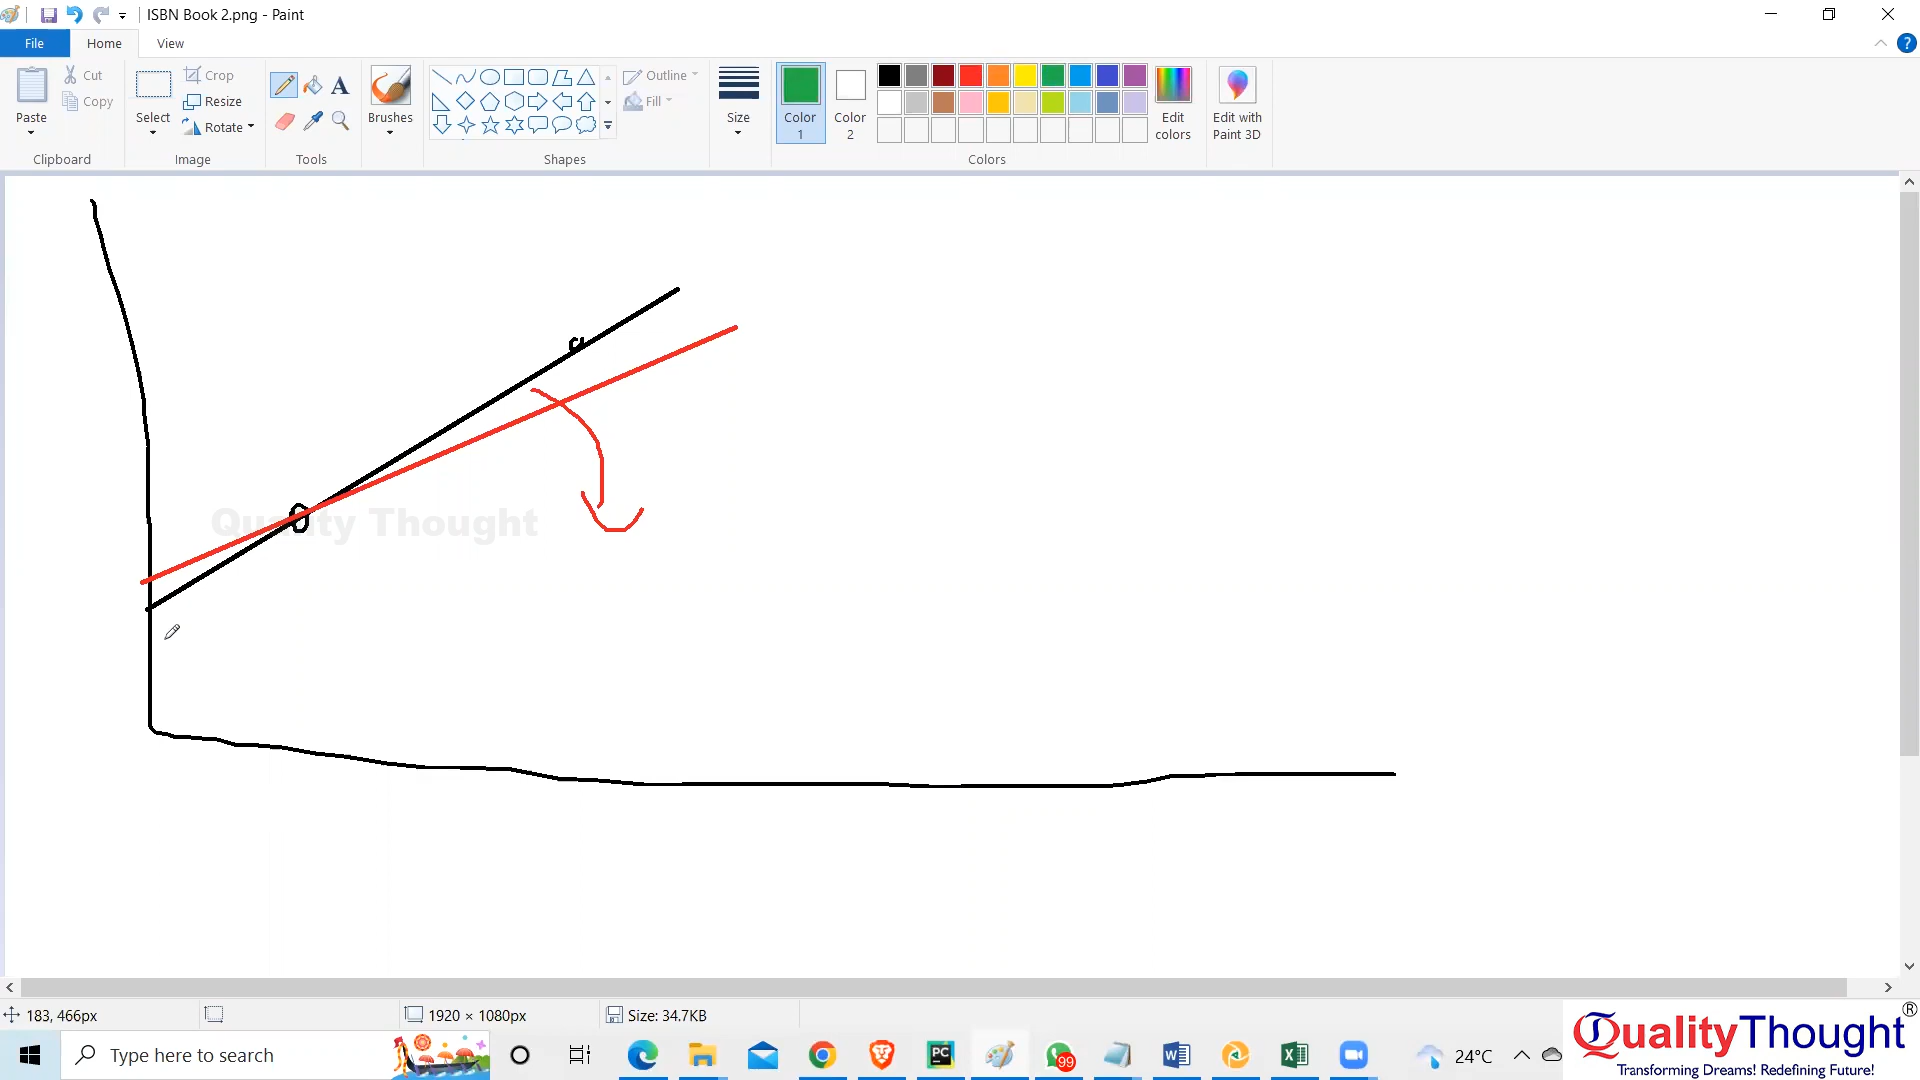 ISBN Book 2.png - Paint
File Home View
Paste
Cut
Copy
Clipboard
Select
Crop
Resize
Rotate
Image
A
Tools
Brushes
Outline
Fill
Shapes
Size
Color 1
Color 2
Edit colors
Colors
Edit with Paint 3D
?
Quality Thought
183, 466px
1920 × 1080px
Size: 34.7KB
Type here to search
PC
99
W
X
24°C
QualityThought®
Transforming Dreams! Redefining Future!